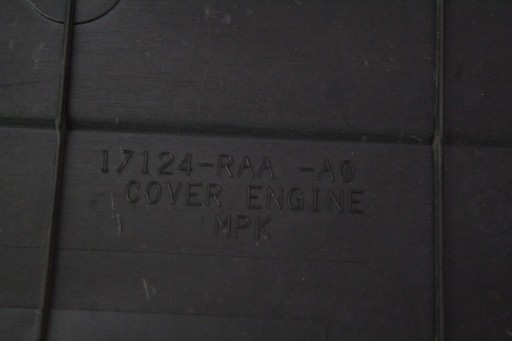 17124-RAA -A0
COVER ENGINE
MPK